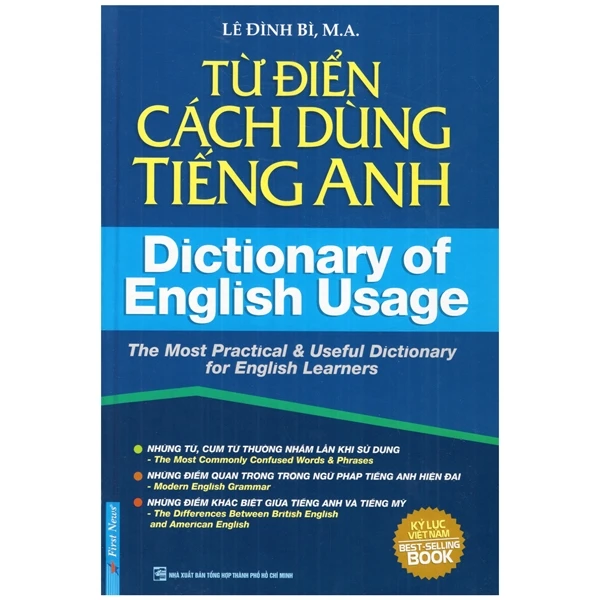 LÊ ĐÌNH BÌ, M.A.
TỪ ĐIỂN
CÁCH DÙNG
TIẾNG ANH
Dictionary of
English Usage
The Most Practical & Useful Dictionary
for English Learners
NHỮNG TỪ, CỤM TỪ THƯỜNG NHẦM LẪN KHI SỬ DỤNG
- The Most Commonly Confused Words & Phrases
NHỮNG ĐIỂM QUAN TRỌNG TRONG NGỮ PHÁP TIẾNG ANH HIỆN ĐẠI
- Modern English Grammar
NHỮNG ĐIỂM KHÁC BIỆT GIỮA TIẾNG ANH VÀ TIẾNG MỸ
- The Differences Between British English
and American English
KỶ LỤC
VIỆT NAM
BEST-SELLING
BOOK
First News
NHÀ XUẤT BẢN TỔNG HỢP THÀNH PHỐ HỒ CHÍ MINH